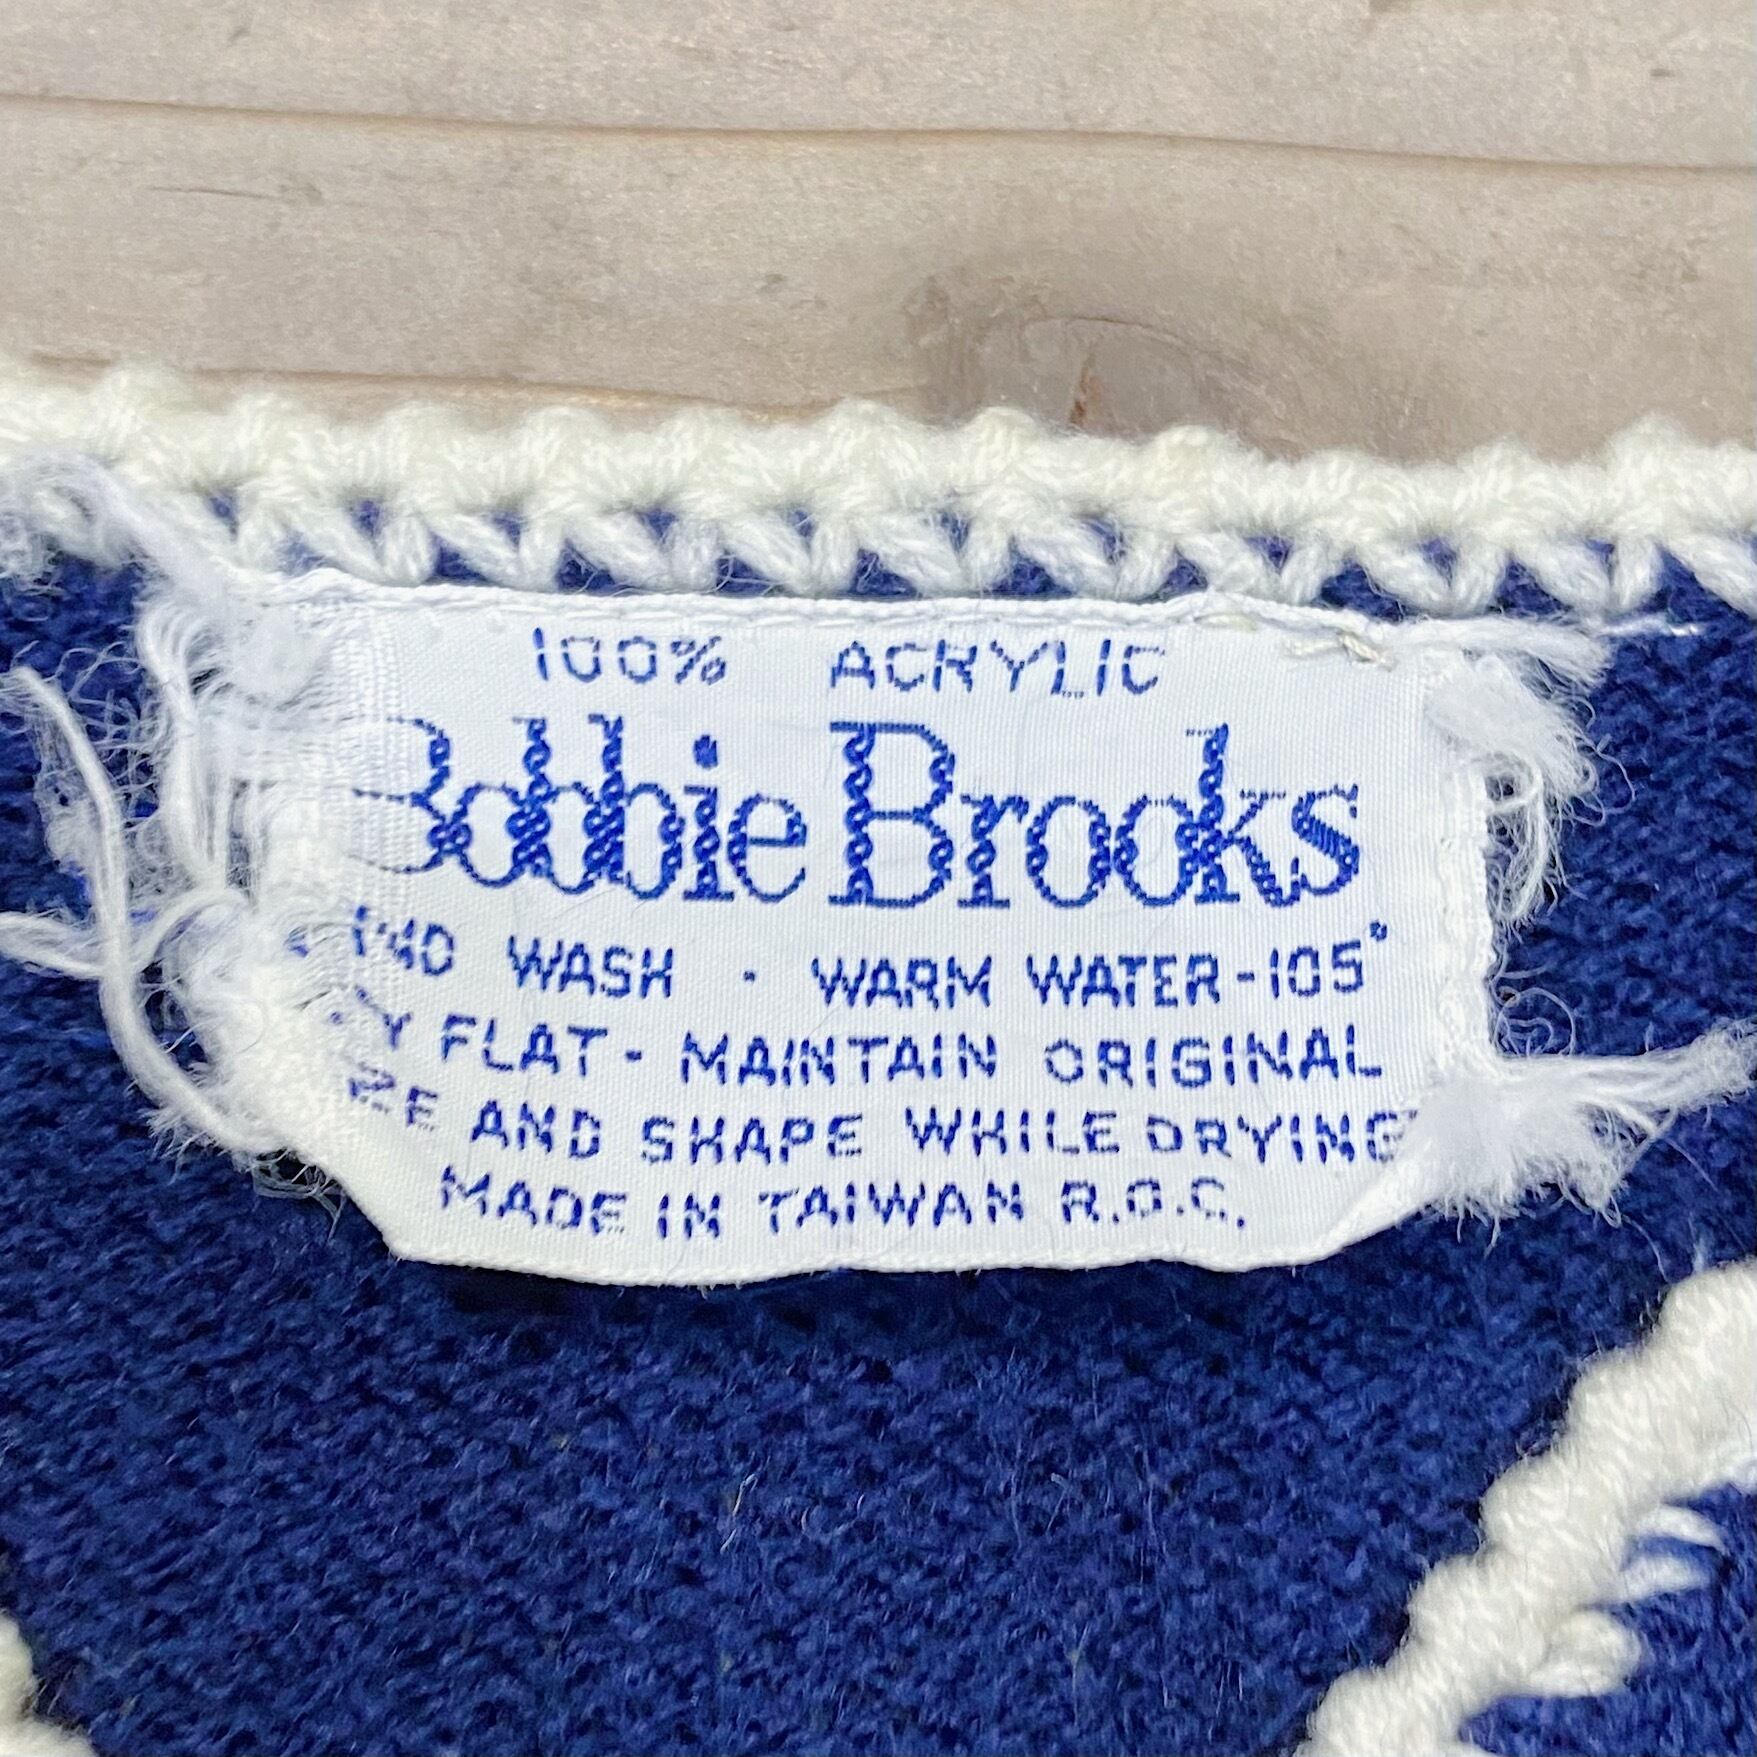 100% ACRYLIC
Bobbie Brooks
WASH - WARM WATER-105°
FLAT - MAINTAIN ORIGINAL
AND SHAPE WHILE DRYING
MADE IN TAIWAN R.O.C.